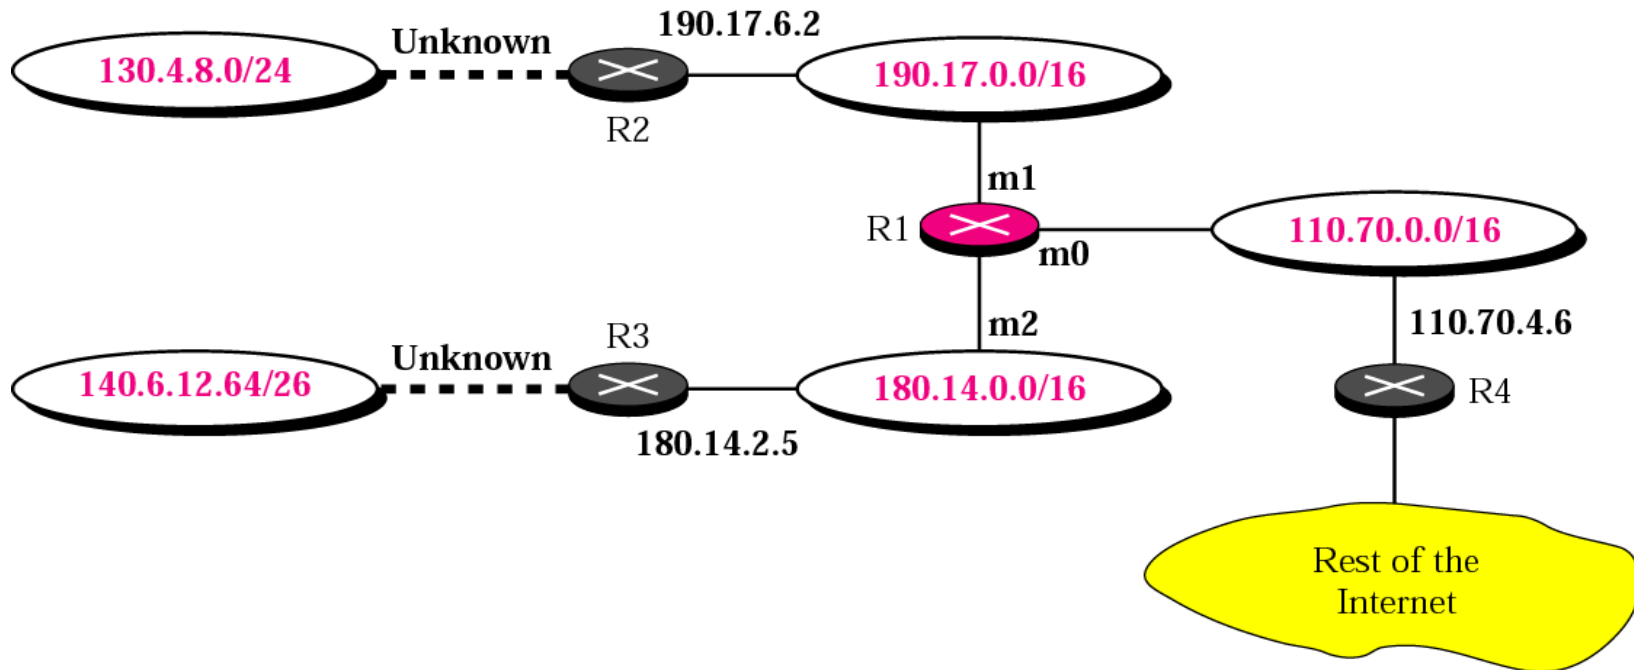 190.17.6.2
Unknown
130.4.8.0/24
190.17.0.0/16
R2
m1
R1
110.70.0.0/16
m0
m2
110.70.4.6
R3
Unknown
140.6.12.64/26
180.14.0.0/16
R4
180.14.2.5
Rest of the
Internet